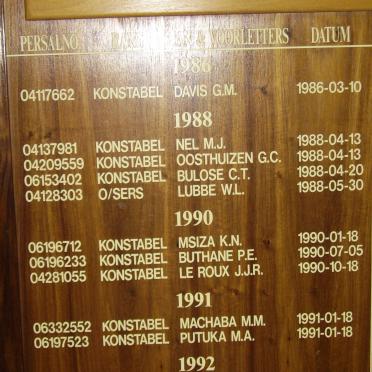 PERSALNO. RANG VAN & VOORLETTERS DATUM
1986
04117662 KONSTABEL DAVIS G.M. 1986-03-10
1988
04137981 KONSTABEL NEL M.J. 1988-04-13
04209559 KONSTABEL OOSTHUIZEN G.C. 1988-04-13
06153402 KONSTABEL BULOSE C.T. 1988-04-20
04128303 O/SERS LUBBE W.L. 1988-05-30
1990
06196712 KONSTABEL MSIZA K.N. 1990-01-18
06196233 KONSTABEL BUTHANE P.E. 1990-07-05
04281055 KONSTABEL LE ROUX J.J.R. 1990-10-18
1991
06332552 KONSTABEL MACHABA M.M. 1991-01-18
06197523 KONSTABEL PUTUKA M.A. 1991-01-18
1992